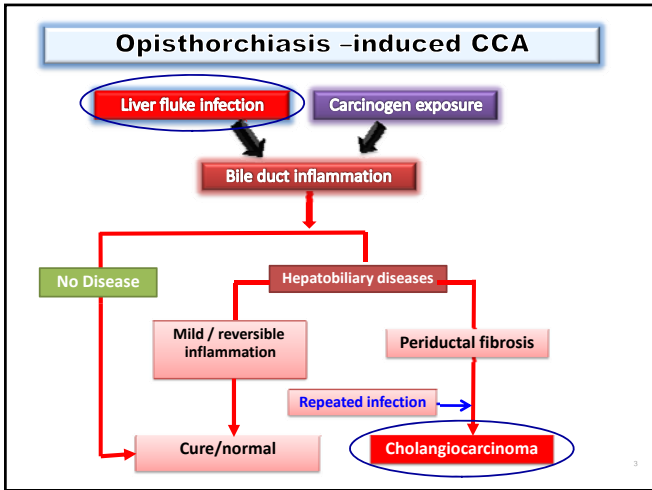 Opisthorchiasis –induced CCA
Liver fluke infection
Carcinogen exposure
Bile duct inflammation
No Disease
Hepatobiliary diseases
Mild / reversible
inflammation
Periductal fibrosis
Repeated infection
Cure/normal
Cholangiocarcinoma
3